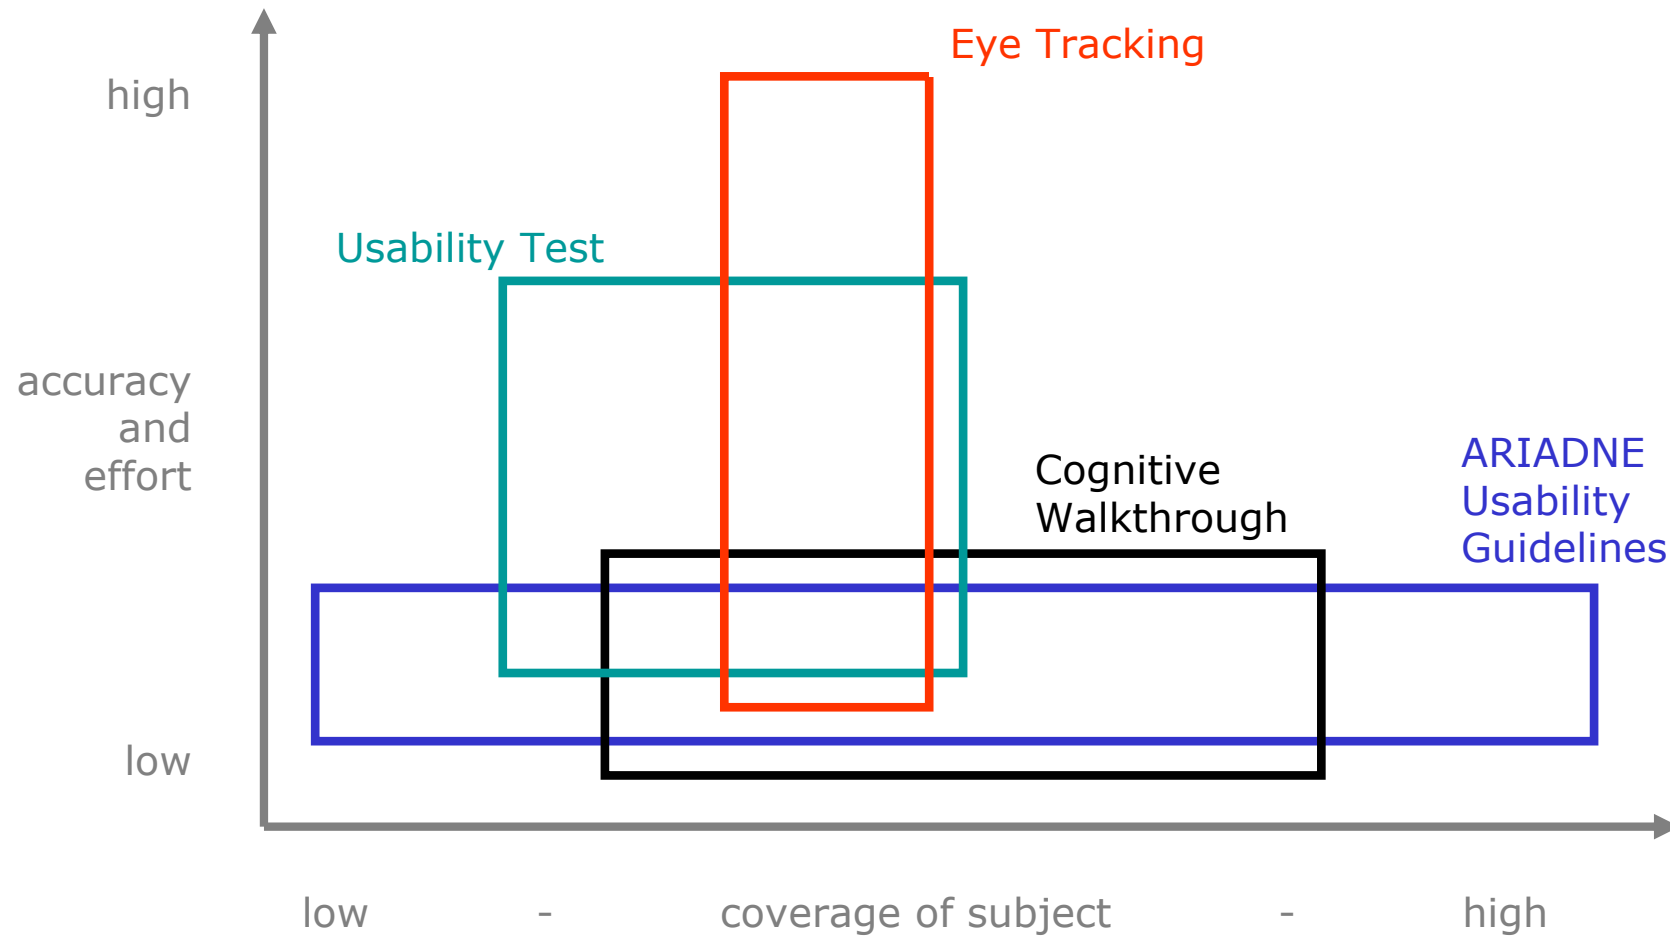 Eye Tracking
high
Usability Test
accuracy
and
effort
Cognitive
Walkthrough
ARIADNE
Usability
Guidelines
low
low - coverage of subject - high